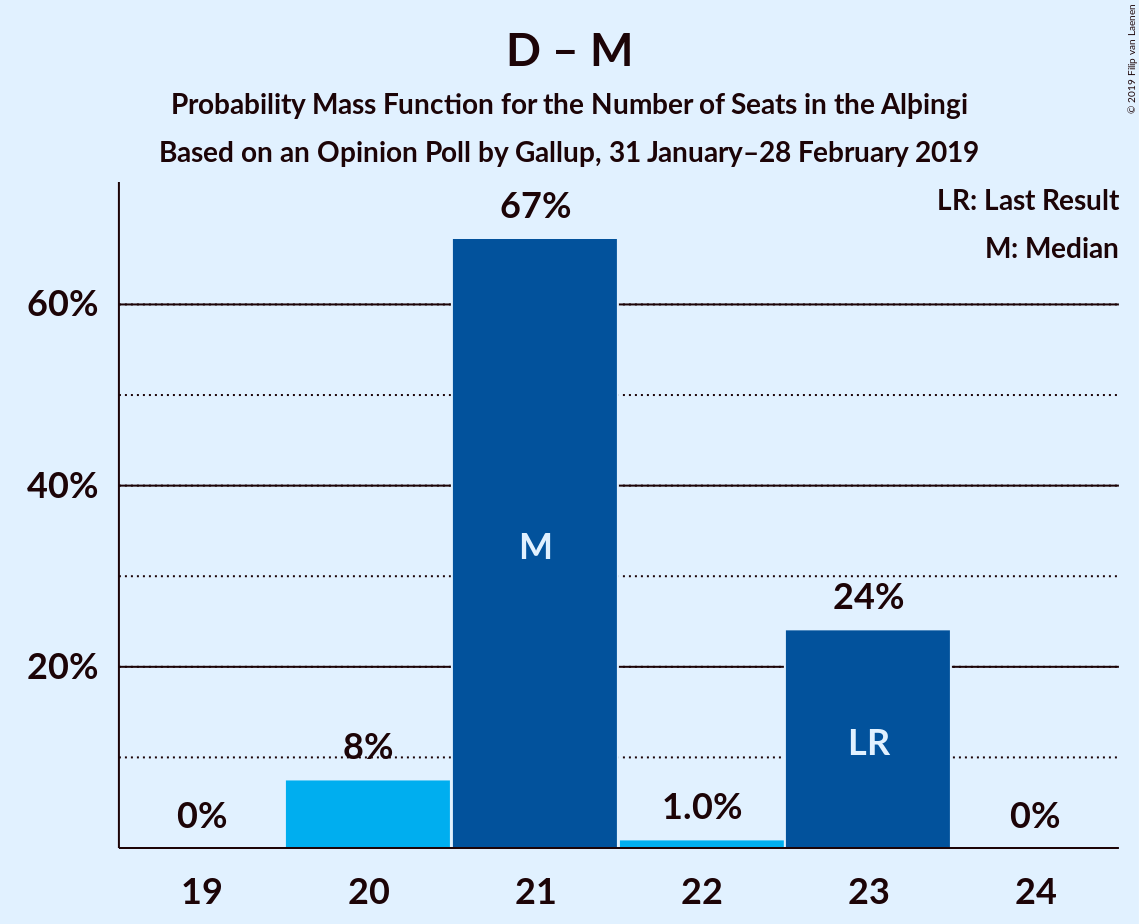 D – M
Probability Mass Function for the Number of Seats in the Alþingi
Based on an Opinion Poll by Gallup, 31 January–28 February 2019
© 2019 Filip van Laenen
LR: Last Result
M: Median
60%
40%
20%
0%
8%
67%
1.0%
24%
0%
M
LR
19
20
21
22
23
24